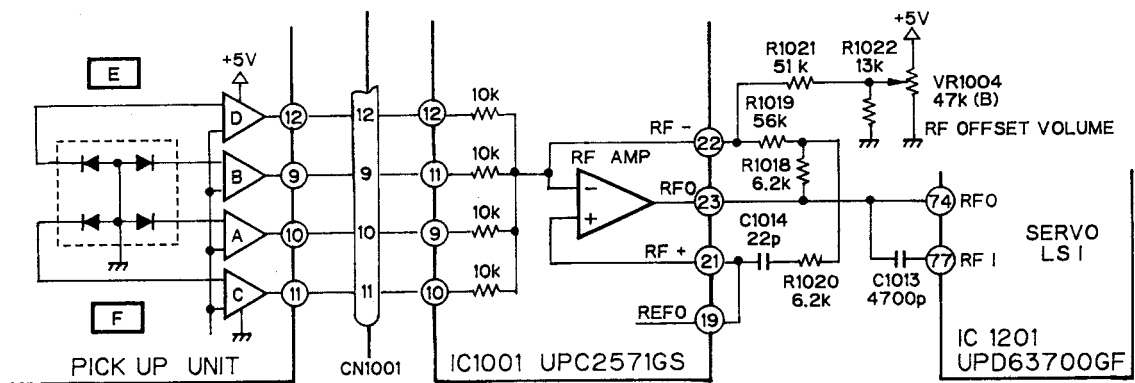 E
+5V
D
B
A
C
F
12
9
10
11
PICK UP UNIT
12
9
10
11
CN1001
12
11
9
10
10k
10k
10k
10k
RF AMP
−
+
RF -
RFO
RF +
REFO
IC1001 UPC2571GS
22
23
21
19
R1021
51 k
R1022
13k
+5V
VR1004
47k (B)
RF OFFSET VOLUME
R1019
56k
R1018
6.2k
C1014
22p
R1020
6.2k
C1013
4700p
74 RFO
77 RF I
SERVO
LSI
IC 1201
UPD63700GF